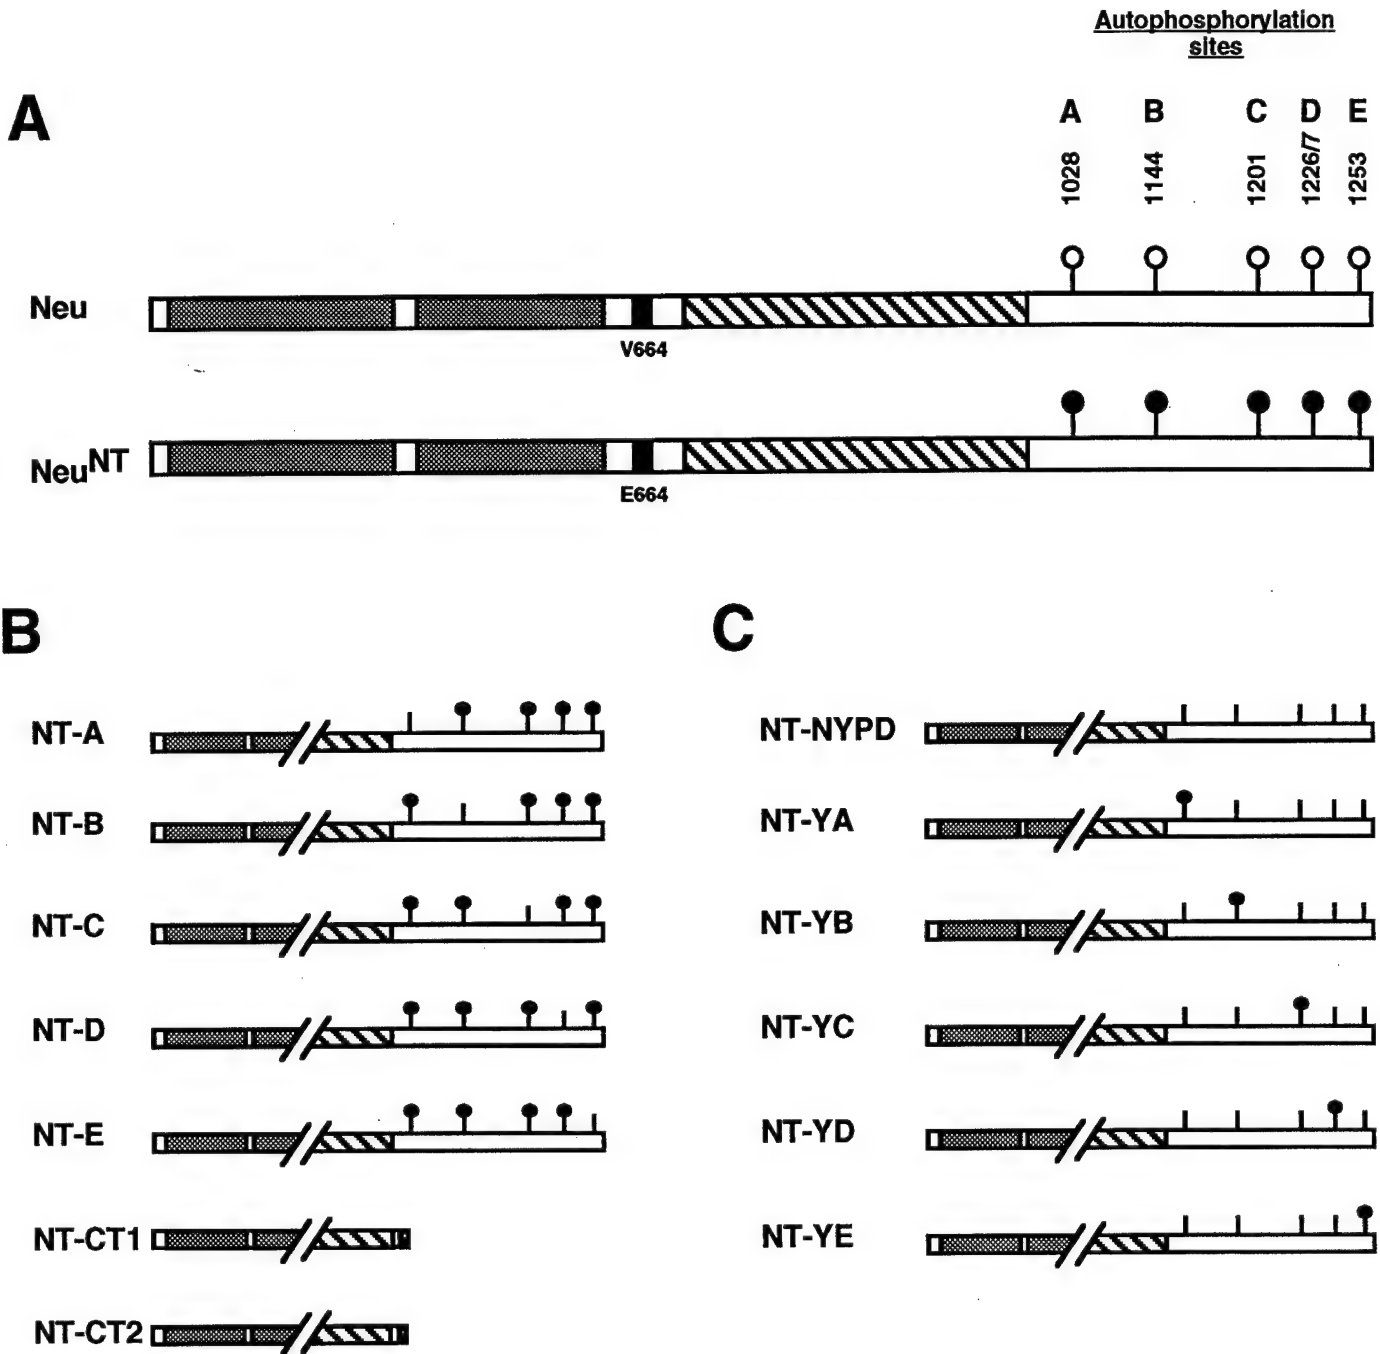 Autophosphorylation
sites
A
A B C D E
1028 1144 1201 1226/7 1253
Neu
V664
NeuNT
E664
B
NT-A
NT-B
NT-C
NT-D
NT-E
NT-CT1
NT-CT2
C
NT-NYPD
NT-YA
NT-YB
NT-YC
NT-YD
NT-YE